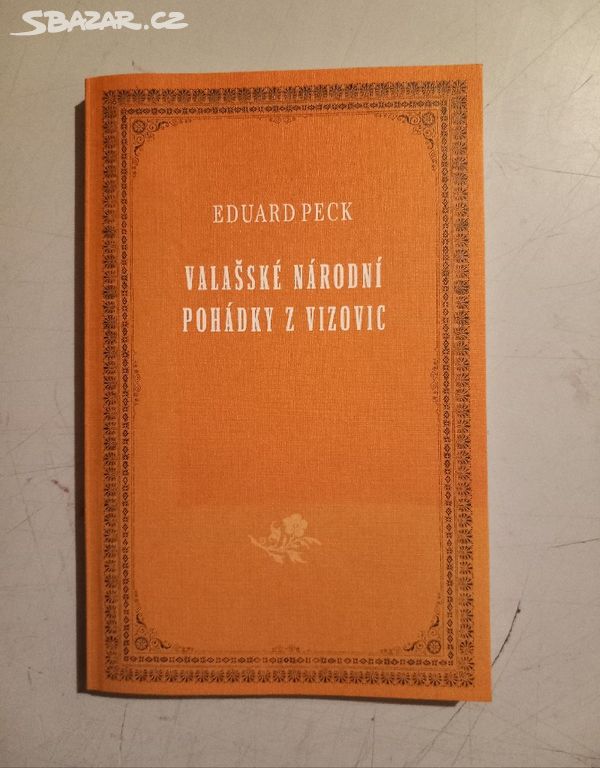 SBAZAR.CZ
EDUARD PECK
VALAŠSKÉ NÁRODNÍ
POHÁDKY Z VIZOVIC